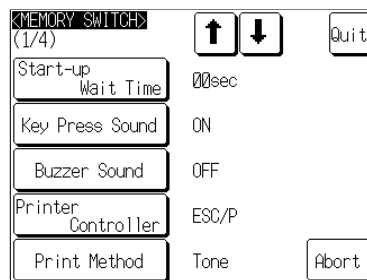 <MEMORY SWITCH>
(1/4)
↑ ↓ Quit
Start-up
Wait Time 00sec
Key Press Sound ON
Buzzer Sound OFF
Printer
Controller ESC/P
Print Method Tone Abort